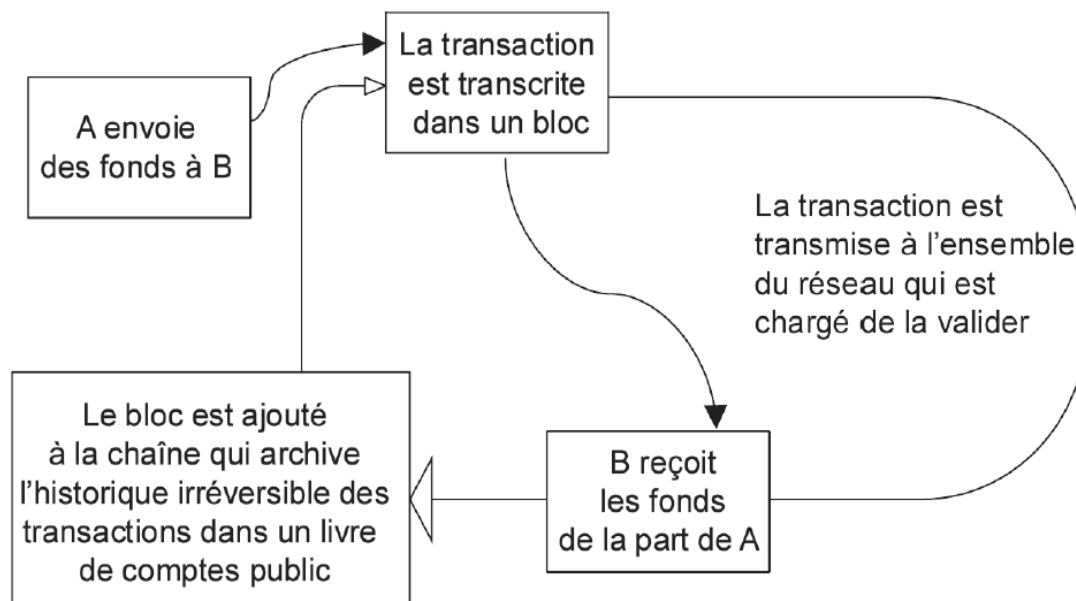 La transaction
est transcrite
dans un bloc
A envoie
des fonds à B
La transaction est
transmise à l'ensemble
du réseau qui est
chargé de la valider
Le bloc est ajouté
à la chaîne qui archive
l'historique irréversible des
transactions dans un livre
de comptes public
B reçoit
les fonds
de la part de A